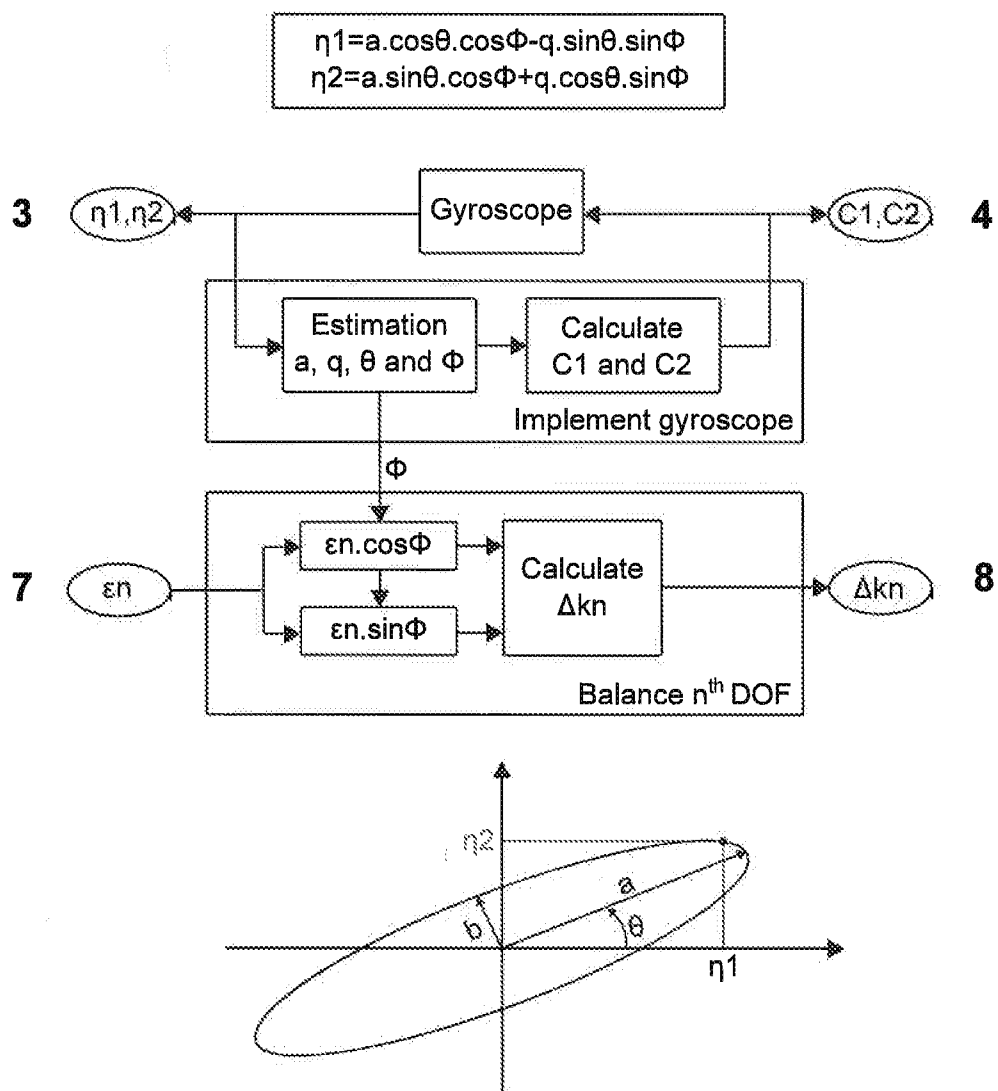 η1=a.cosθ.cosΦ-q.sinθ.sinΦ
η2=a.sinθ.cosΦ+q.cosθ.sinΦ
3
η1,η2
Gyroscope
C1,C2
4
Estimation
a, q, θ and Φ
Calculate
C1 and C2
Implement gyroscope
Φ
7
εn
εn.cosΦ
εn.sinΦ
Calculate
Δkn
Δkn
8
Balance nth DOF
η2
a
b
θ
η1